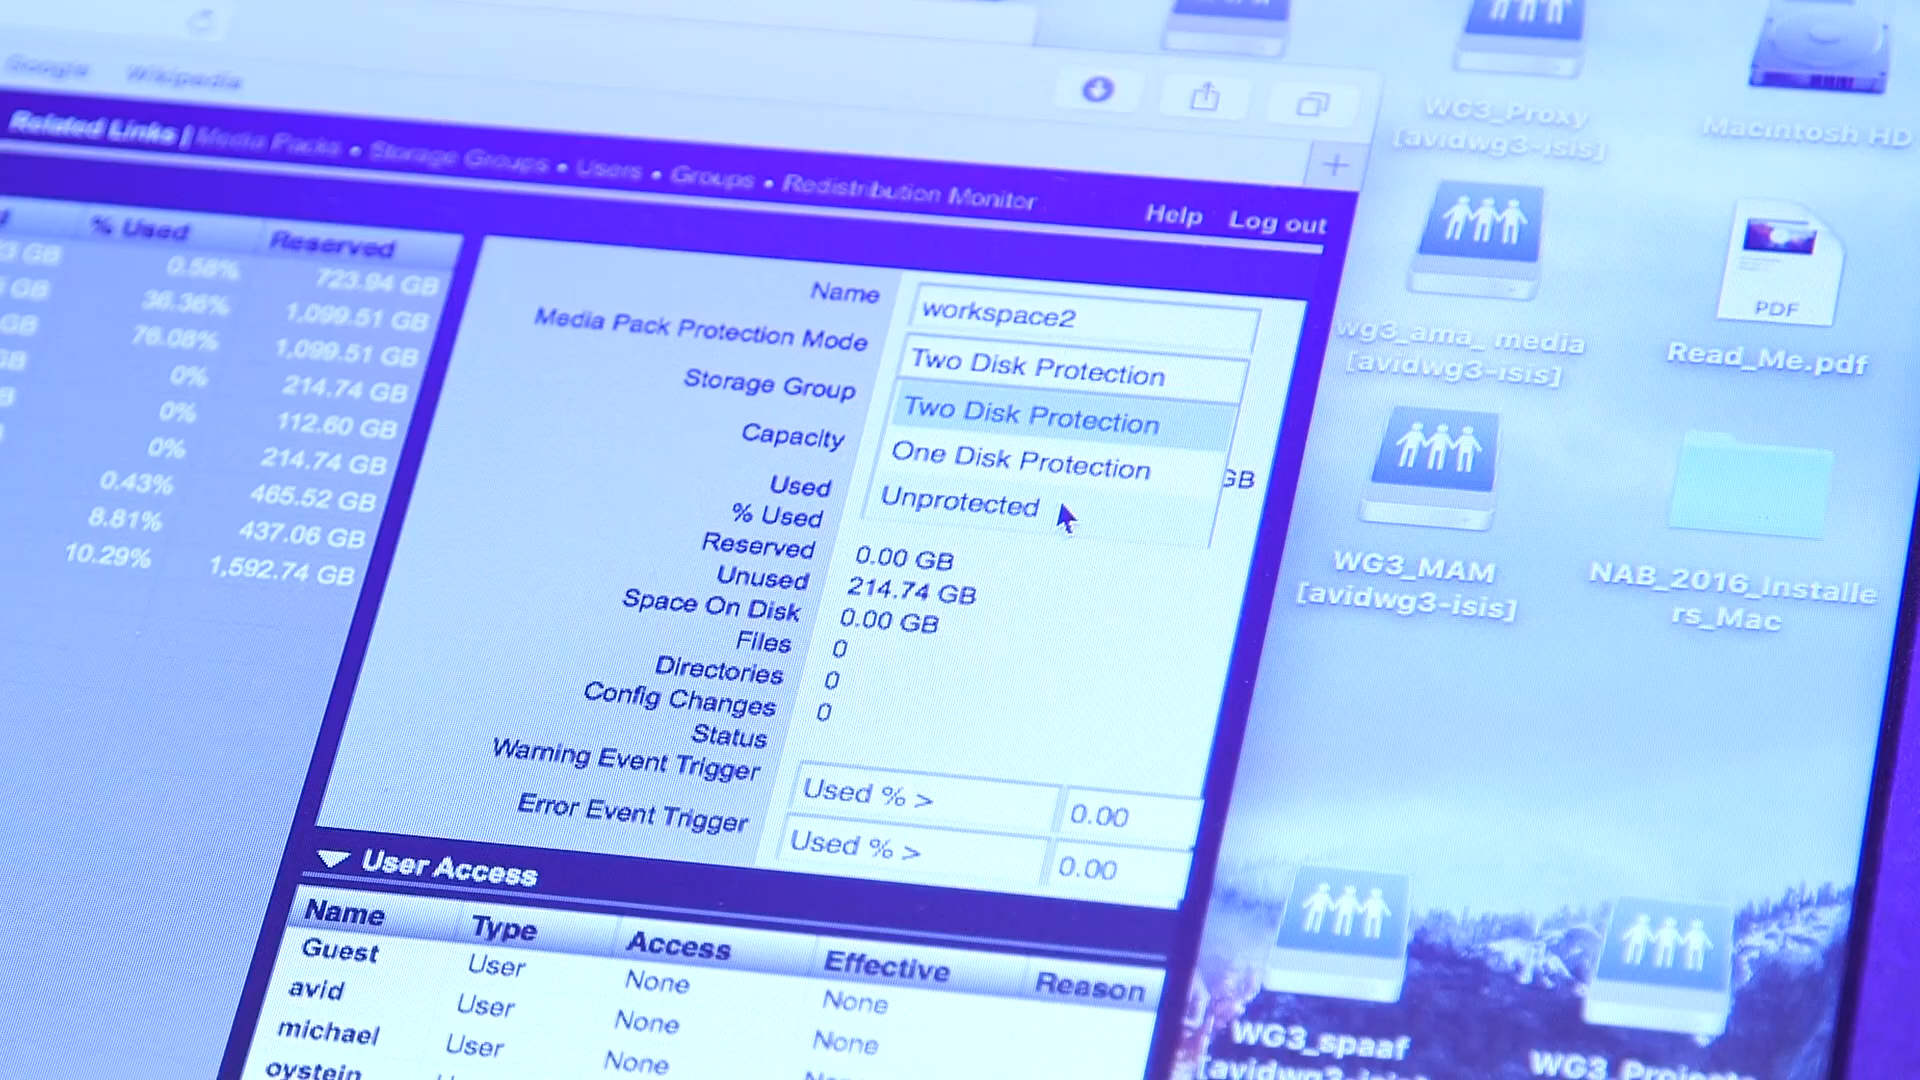 Google Wikipedia
Related Links | Media Packs • Storage Groups • Users • Groups • Redistribution Monitor
Help Log out
% Used Reserved
0.58% 723.94 GB
36.36% 1,099.51 GB
76.08% 1,099.51 GB
0% 214.74 GB
0% 112.60 GB
0% 214.74 GB
0.43% 465.52 GB
8.81% 437.06 GB
10.29% 1,592.74 GB
Name workspace2
Media Pack Protection Mode Two Disk Protection
Two Disk Protection
One Disk Protection
Unprotected
Storage Group
Capacity GB
Used
% Used
Reserved 0.00 GB
Unused 214.74 GB
Space On Disk 0.00 GB
Files 0
Directories 0
Config Changes 0
Status
Warning Event Trigger Used % > 0.00
Error Event Trigger Used % > 0.00
User Access
Name Type Access Effective Reason
Guest User None None
avid User None None
michael User None
oystein
WG3_Proxy
[avidwg3-isis]
Macintosh HD
wg3_ama_media
[avidwg3-isis]
PDF
Read_Me.pdf
WG3_MAM
[avidwg3-isis]
NAB_2016_Installe
rs_Mac
WG3_spaaf